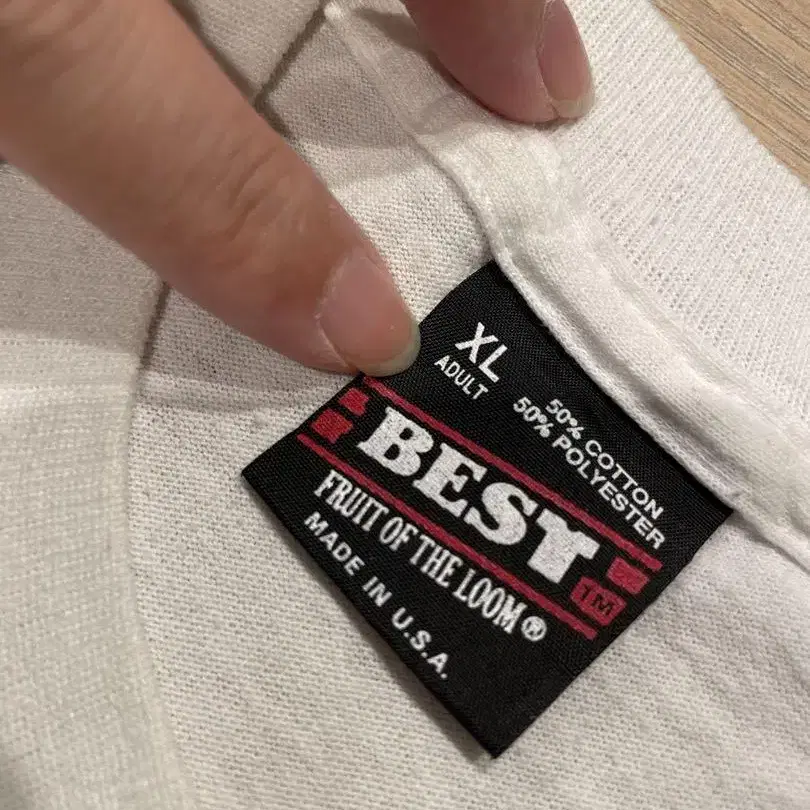 XL
ADULT
50% COTTON
50% POLYESTER
BEST
TM
FRUIT OF THE LOOM®
MADE IN U.S.A.